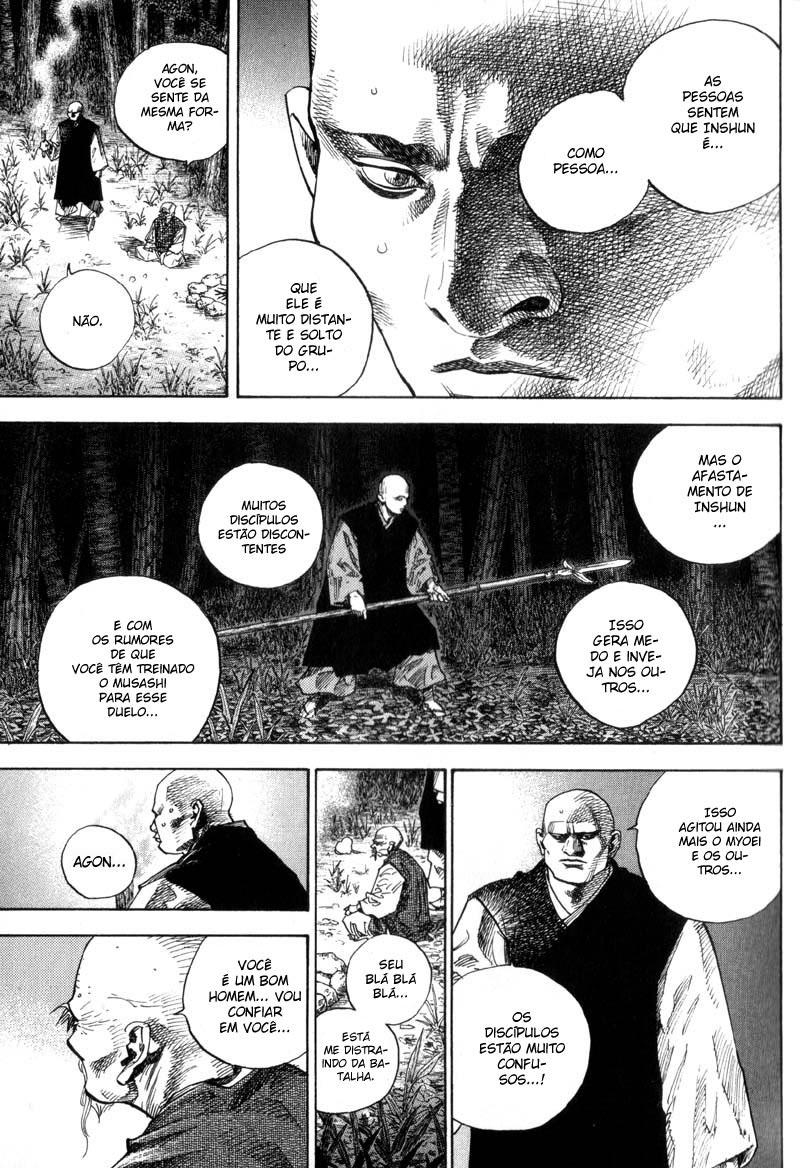 AS
PESSOAS
SENTEM
QUE INSHUN
É...
COMO
PESSOA...
QUE
ELE É
MUITO DISTAN-
TE E SOLTO
DO GRU-
PO...
AGON,
VOCÊ SE
SENTE DA
MESMA FOR-
MA?
NÃO.
MAS O
AFASTA-
MENTO DE
INSHUN
...
ISSO
GERA ME-
DO E INVE-
JA NOS OU-
TROS...
MUITOS
DISCÍPULOS
ESTÃO DISCON-
TENTES
E COM
OS RUMORES
DE QUE
VOCÊ TÊM TREINADO
O MUSASHI
PARA ESSE
DUELO...
ISSO
AGITOU AINDA
MAIS O MYOEI
E OS OU-
TROS...
OS
DISCÍPULOS
ESTÃO MUITO
CONFU-
SOS...!
SEU
BLÁ BLÁ
BLÁ...
ESTÁ
ME DISTRA-
INDO DA BA-
TALHA.
AGON...
VOCÊ
É UM BOM
HOMEM... VOU
CONFIAR
EM VOCÊ...